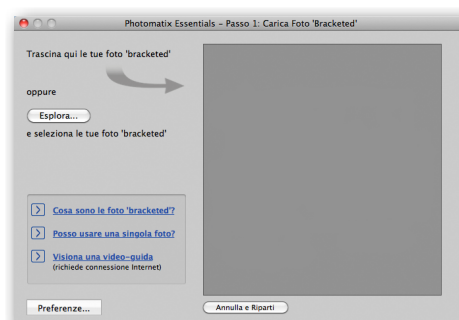 Photomatix Essentials – Passo 1: Carica Foto 'Bracketed'
Trascina qui le tue foto 'bracketed'
oppure
Esplora...
e seleziona le tue foto 'bracketed'
Cosa sono le foto 'bracketed'?
Posso usare una singola foto?
Visiona una video-guida
(richiede connessione Internet)
Preferenze...
Annulla e Riparti